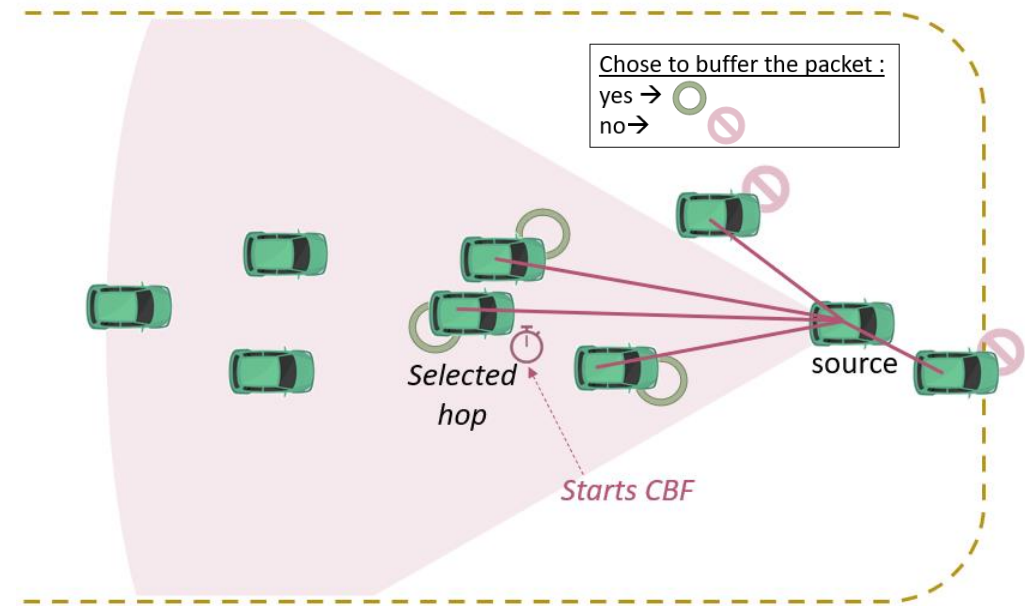 Chose to buffer the packet :
yes →
no→
source
Selected
hop
Starts CBF